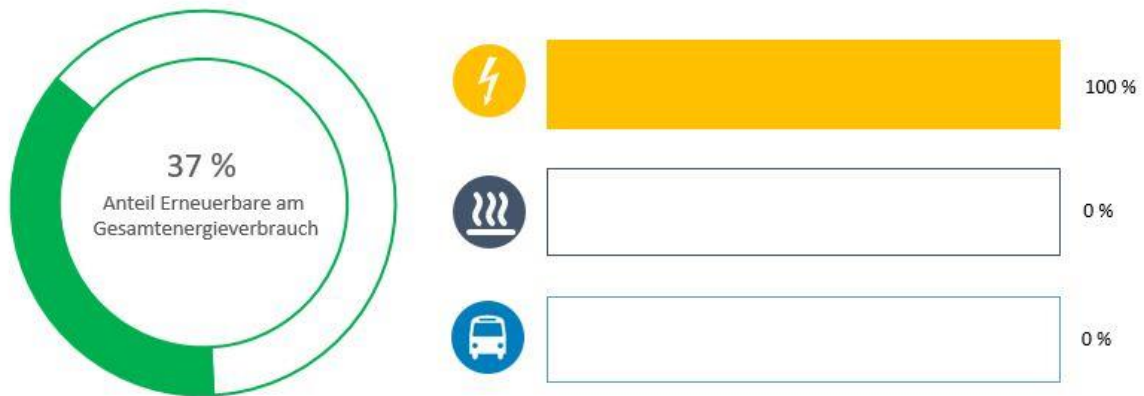 37 %
Anteil Erneuerbare am
Gesamtenergieverbrauch
100 %
0 %
0 %